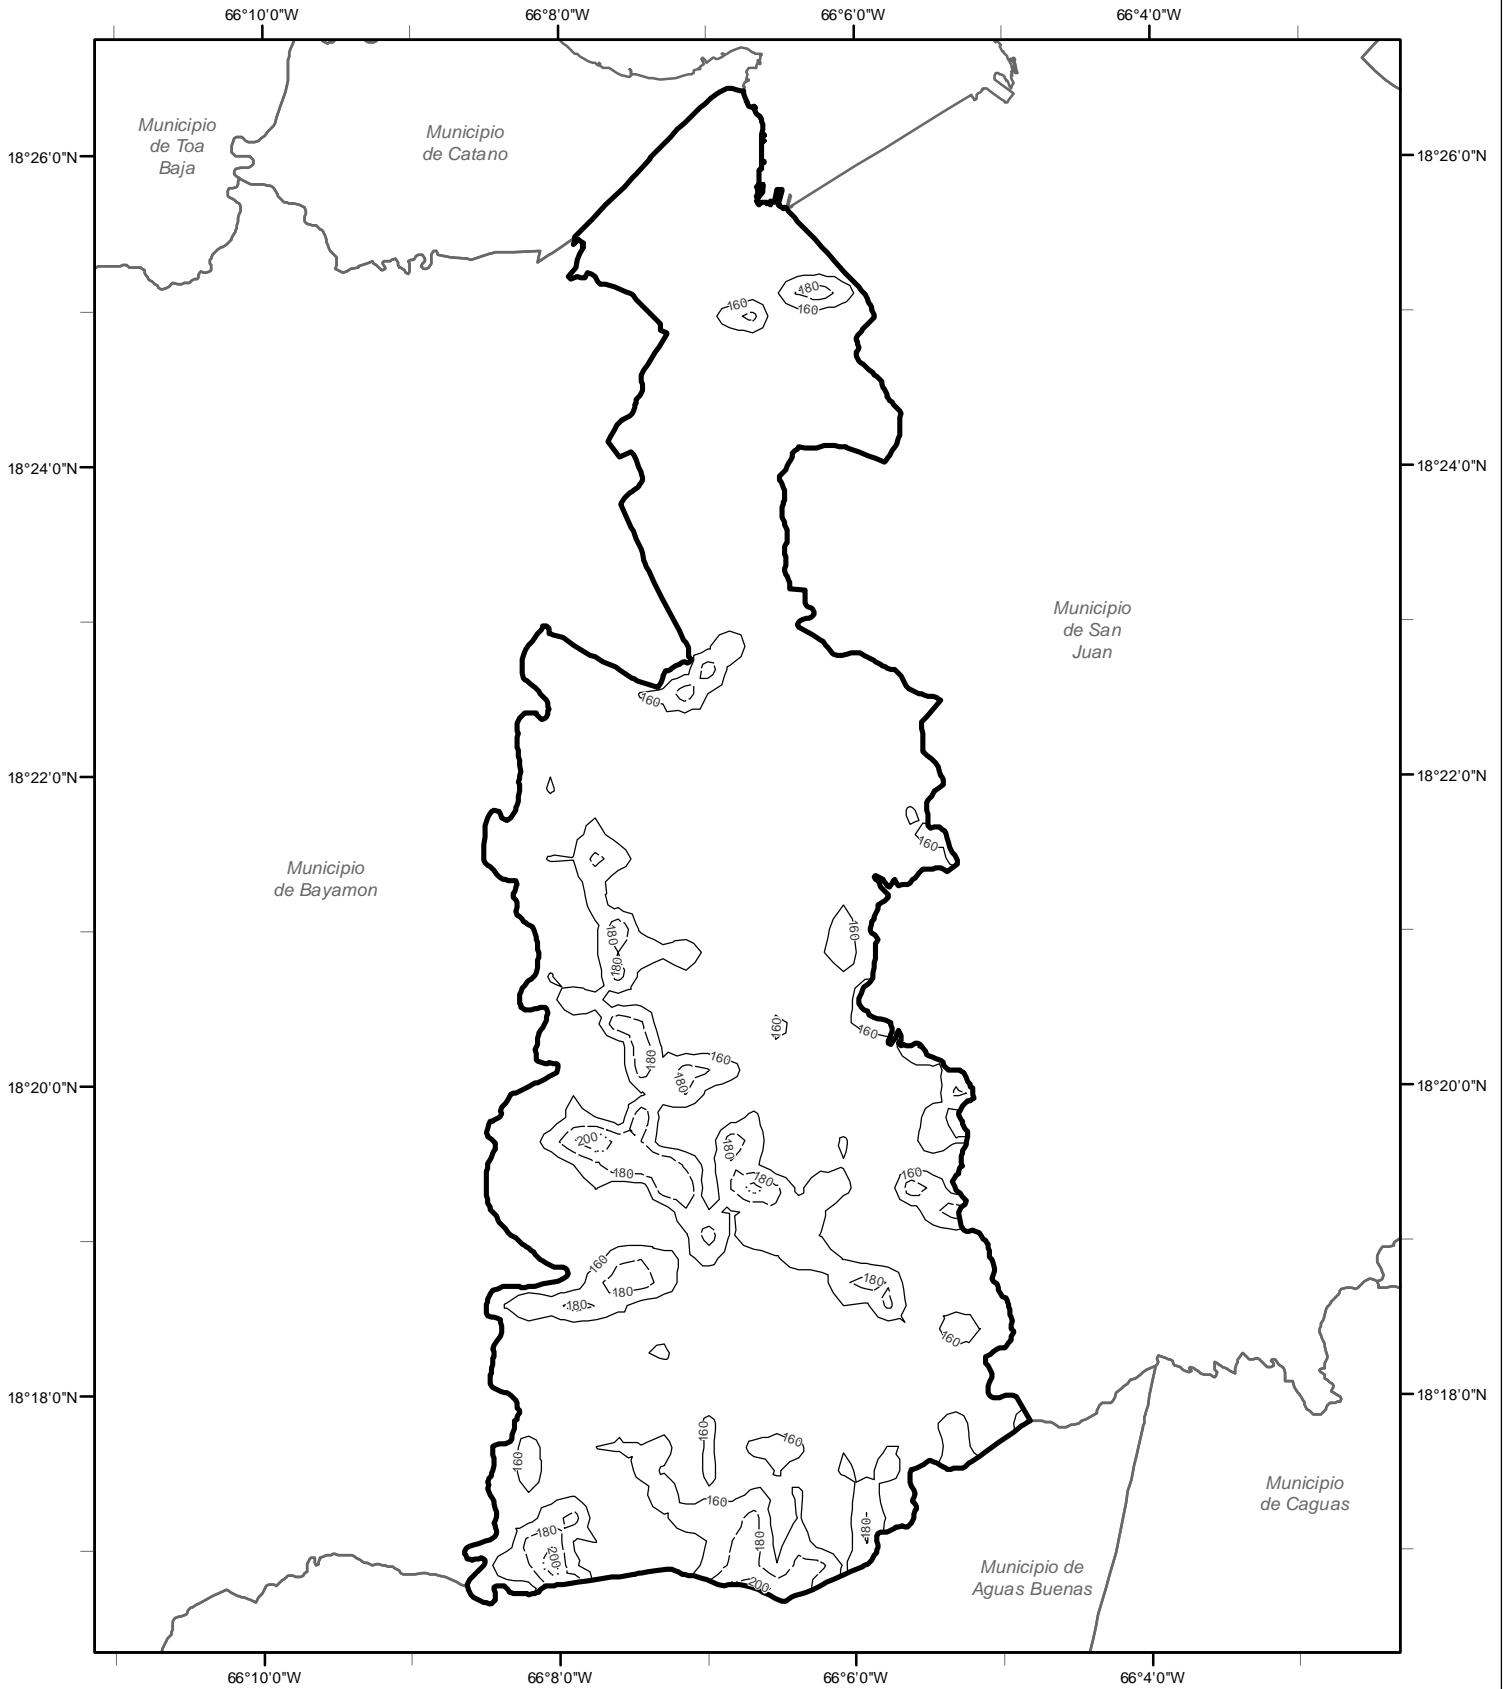 66°10'0"W
66°8'0"W
66°6'0"W
66°4'0"W
Municipio
de Toa
Baja
Municipio
de Catano
18°26'0"N
18°26'0"N
180
160
160
18°24'0"N
18°24'0"N
Municipio
de San
Juan
160
18°22'0"N
18°22'0"N
160
Municipio
de Bayamon
180
160
180
160
160
180
160
180
18°20'0"N
18°20'0"N
200
180
180
180
160
160
180
180
180
160
18°18'0"N
18°18'0"N
160
160
160
Municipio
de Caguas
160
180
180
180
200
200
Municipio de
Aguas Buenas
66°10'0"W
66°8'0"W
66°6'0"W
66°4'0"W